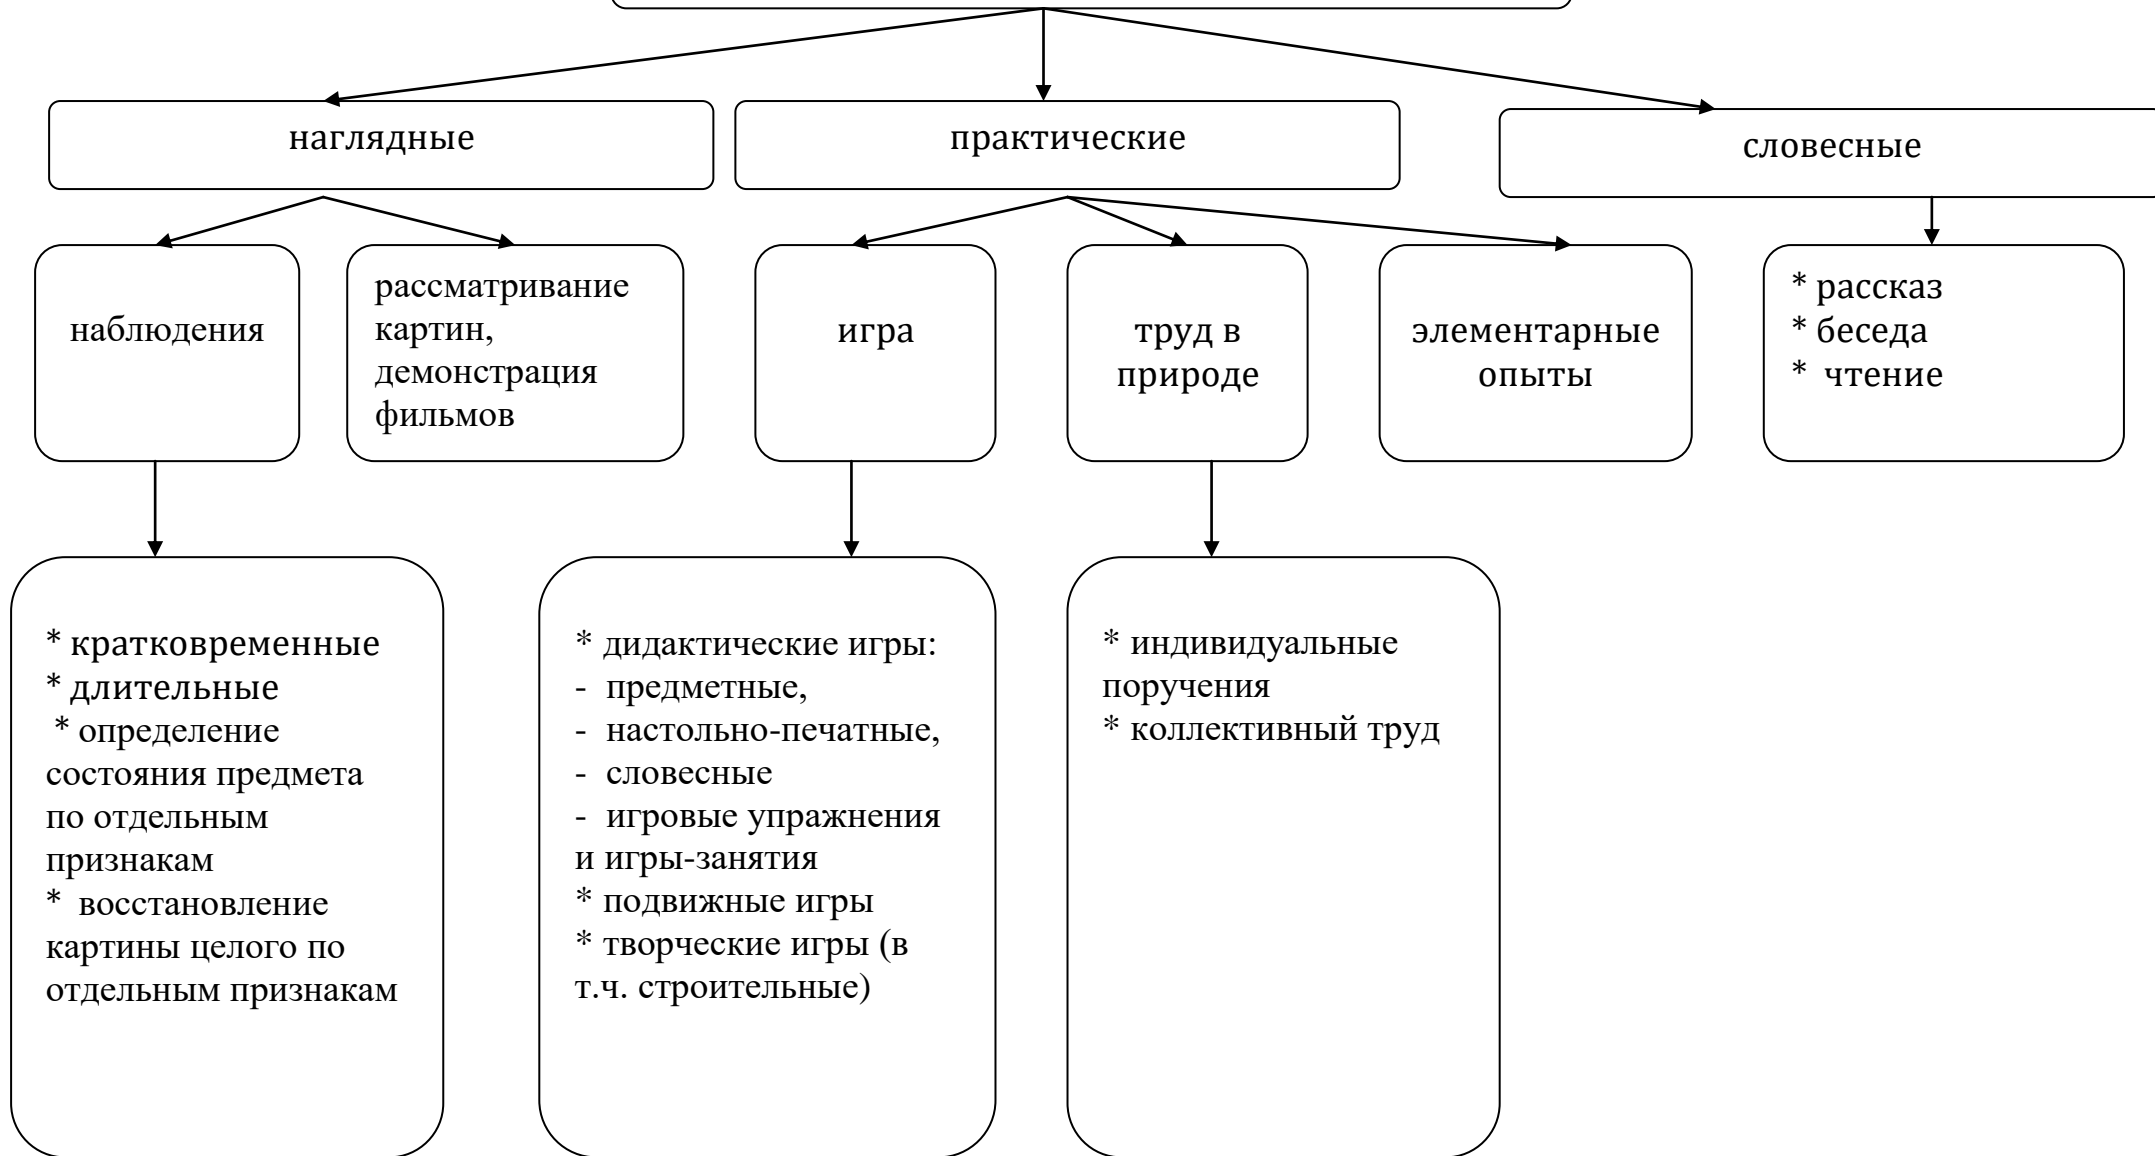 наглядные
практические
словесные
наблюдения
рассматривание
картин,
демонстрация
фильмов
игра
труд в
природе
элементарные
опыты
* рассказ
* беседа
*  чтение
* кратковременные
* длительные
* определение
состояния предмета
по отдельным
признакам
*  восстановление
картины целого по
отдельным признакам
* дидактические игры:
-  предметные,
-  настольно-печатные,
-  словесные
-  игровые упражнения
и игры-занятия
* подвижные игры
* творческие игры (в
т.ч. строительные)
* индивидуальные
поручения
* коллективный труд